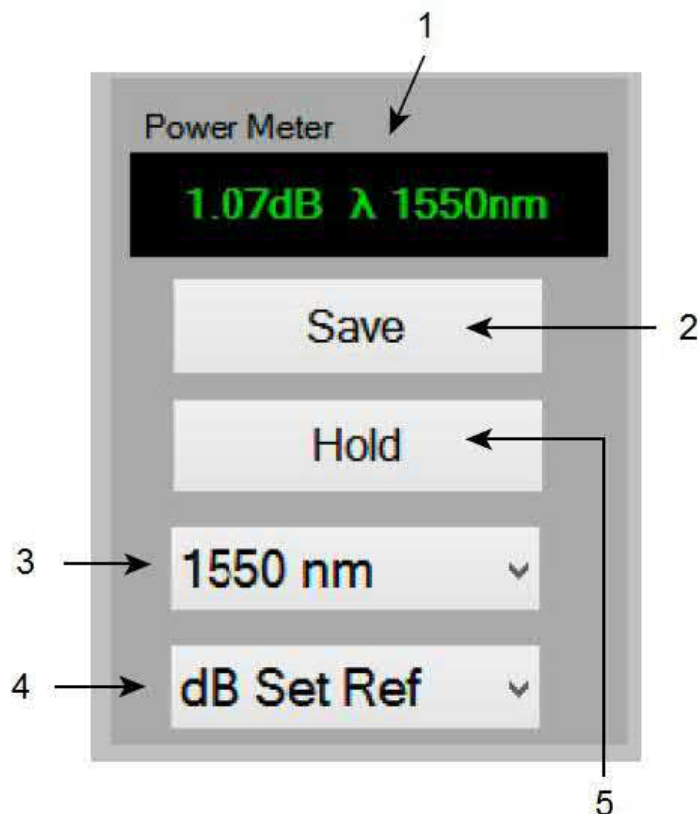 1
Power Meter
1.07dB λ 1550nm
Save
2
Hold
3
1550 nm
4
dB Set Ref
5